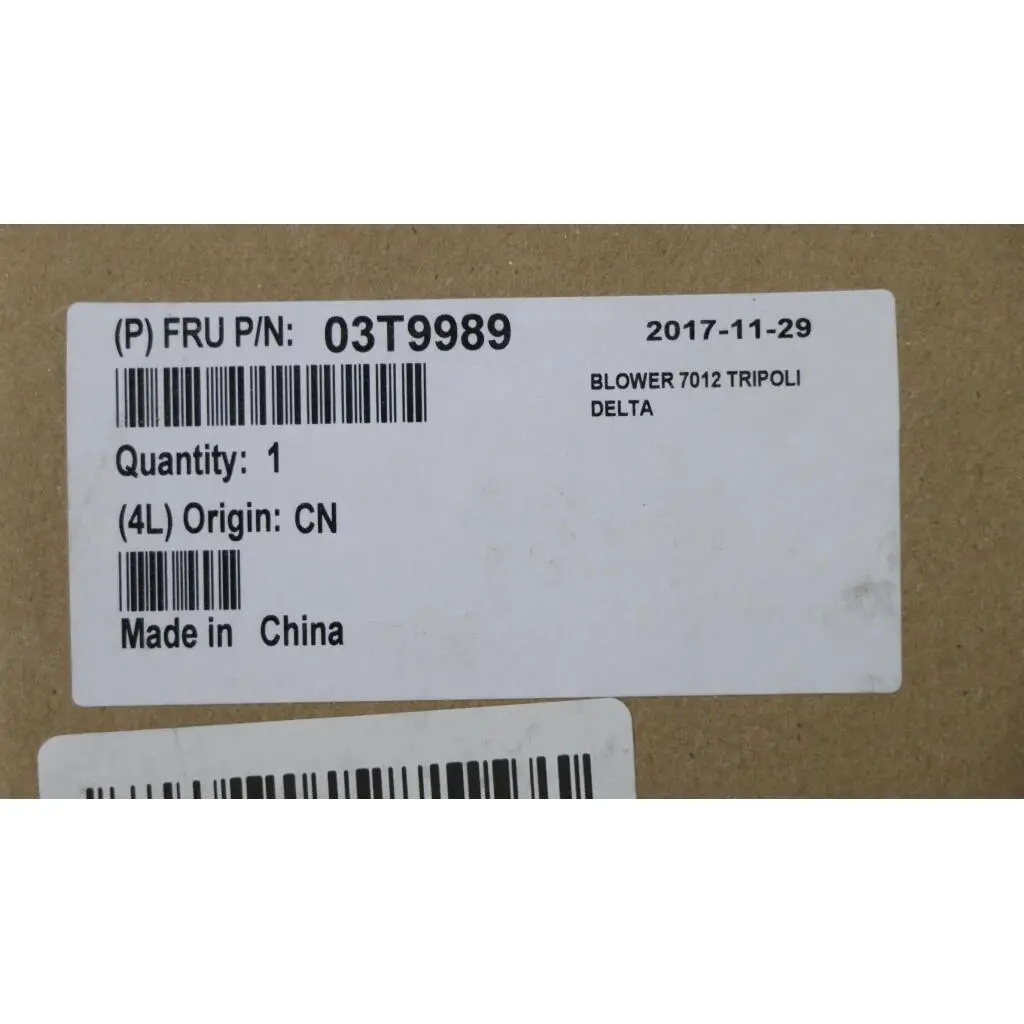 (P) FRU P/N: 03T9989
2017-11-29
BLOWER 7012 TRIPOLI
DELTA
Quantity: 1
(4L) Origin: CN
Made in China